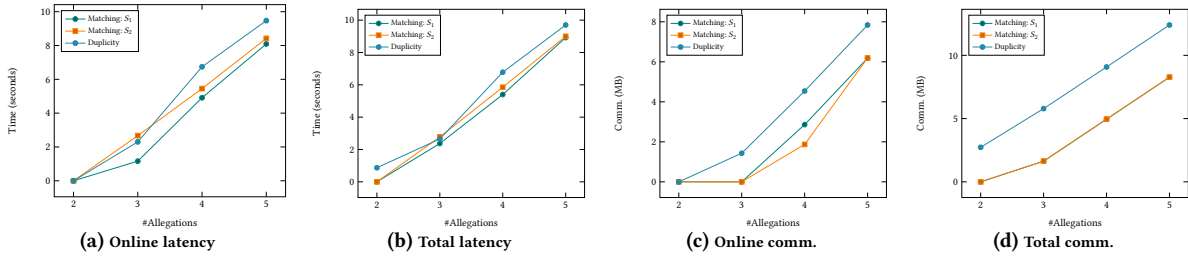 10
8
6
4
2
0
Time (seconds)
2 3 4 5
#Allegations
Matching: S₁
Matching: S₂
Duplicity
(a) Online latency
10
8
6
4
2
0
Time (seconds)
2 3 4 5
#Allegations
Matching: S₁
Matching: S₂
Duplicity
(b) Total latency
8
6
4
2
0
Comm. (MB)
2 3 4 5
#Allegations
Matching: S₁
Matching: S₂
Duplicity
(c) Online comm.
10
5
0
Comm. (MB)
2 3 4 5
#Allegations
Matching: S₁
Matching: S₂
Duplicity
(d) Total comm.